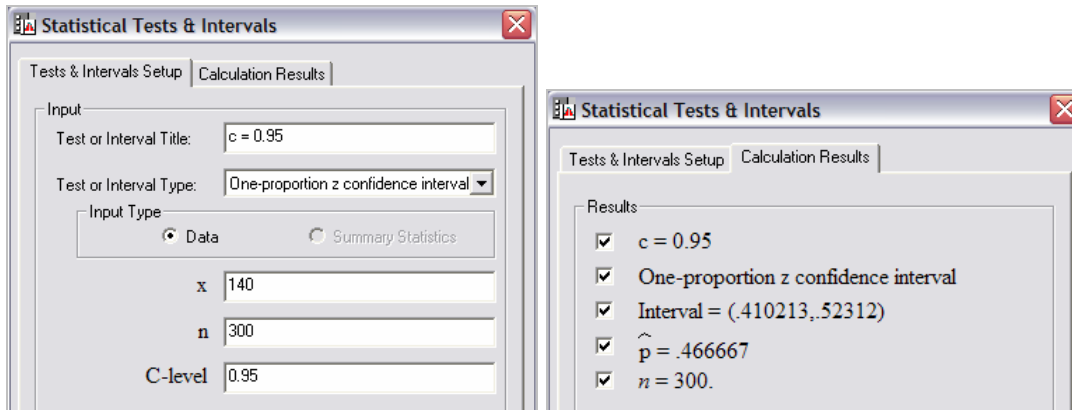 Statistical Tests & Intervals
Tests & Intervals Setup
Calculation Results
Input
Test or Interval Title:
c = 0.95
Test or Interval Type:
One-proportion z confidence interval
Input Type
Data
Summary Statistics
x
140
n
300
C-level
0.95
Statistical Tests & Intervals
Tests & Intervals Setup
Calculation Results
Results
c = 0.95
One-proportion z confidence interval
Interval = (.410213,.52312)
p̂ = .466667
n = 300.